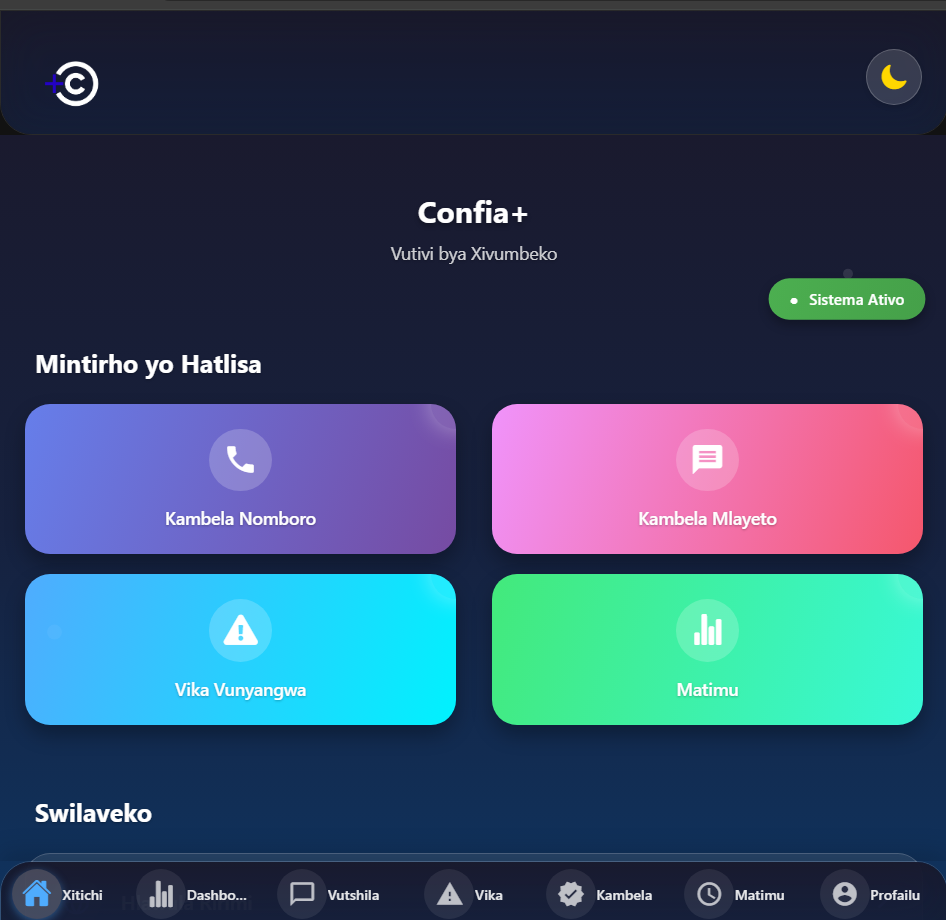 Confia+
Vutivi bya Xivumbeko
Sistema Ativo
Mintirho yo Hatlisa
Kambela Nomboro
Kambela Mlayeto
Vika Vunyangwa
Matimu
Swilaveko
Xitichi
Dashbo...
Vutshila
Vika
Kambela
Matimu
Profailu